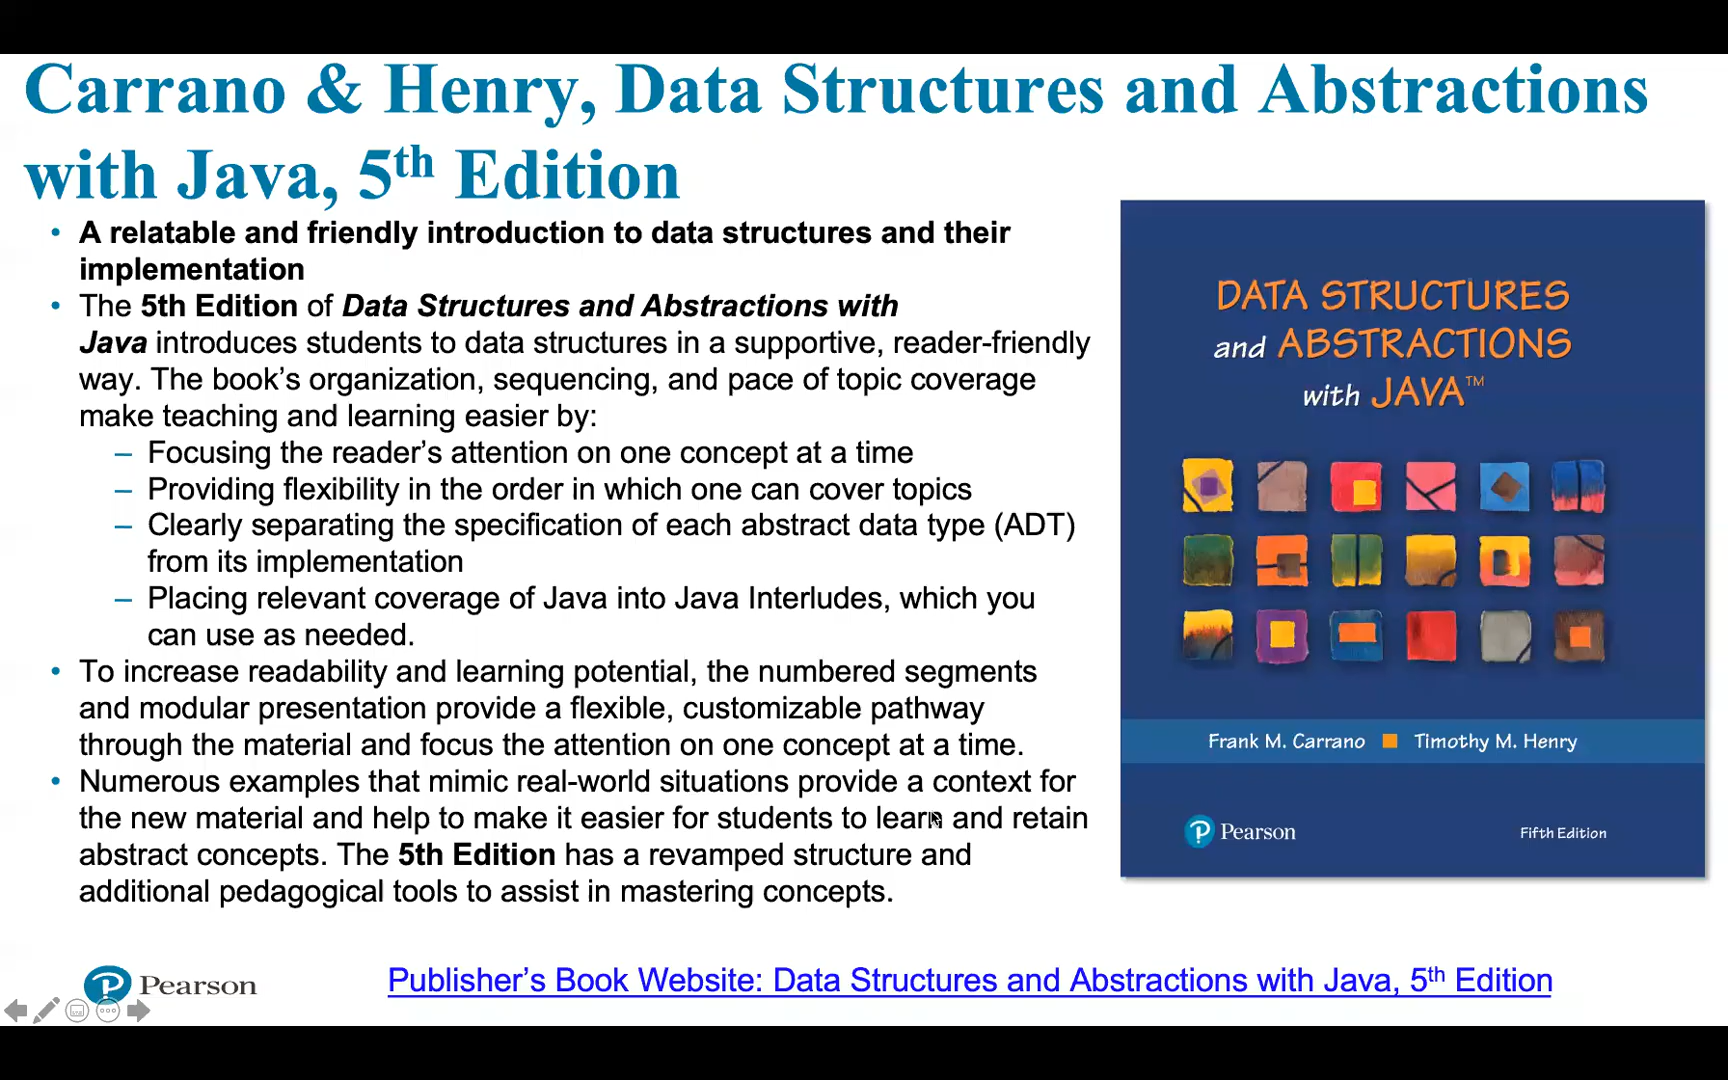 Carrano & Henry, Data Structures and Abstractions
with Java, 5th Edition
• A relatable and friendly introduction to data structures and their
implementation
• The 5th Edition of Data Structures and Abstractions with
Java introduces students to data structures in a supportive, reader-friendly
way. The book’s organization, sequencing, and pace of topic coverage
make teaching and learning easier by:
– Focusing the reader’s attention on one concept at a time
– Providing flexibility in the order in which one can cover topics
– Clearly separating the specification of each abstract data type (ADT)
from its implementation
– Placing relevant coverage of Java into Java Interludes, which you
can use as needed.
• To increase readability and learning potential, the numbered segments
and modular presentation provide a flexible, customizable pathway
through the material and focus the attention on one concept at a time.
• Numerous examples that mimic real-world situations provide a context for
the new material and help to make it easier for students to learn and retain
abstract concepts. The 5th Edition has a revamped structure and
additional pedagogical tools to assist in mastering concepts.
DATA STRUCTURES
and ABSTRACTIONS
with JAVA™
Frank M. Carrano Timothy M. Henry
Pearson Fifth Edition
Pearson
Publisher’s Book Website: Data Structures and Abstractions with Java, 5th Edition